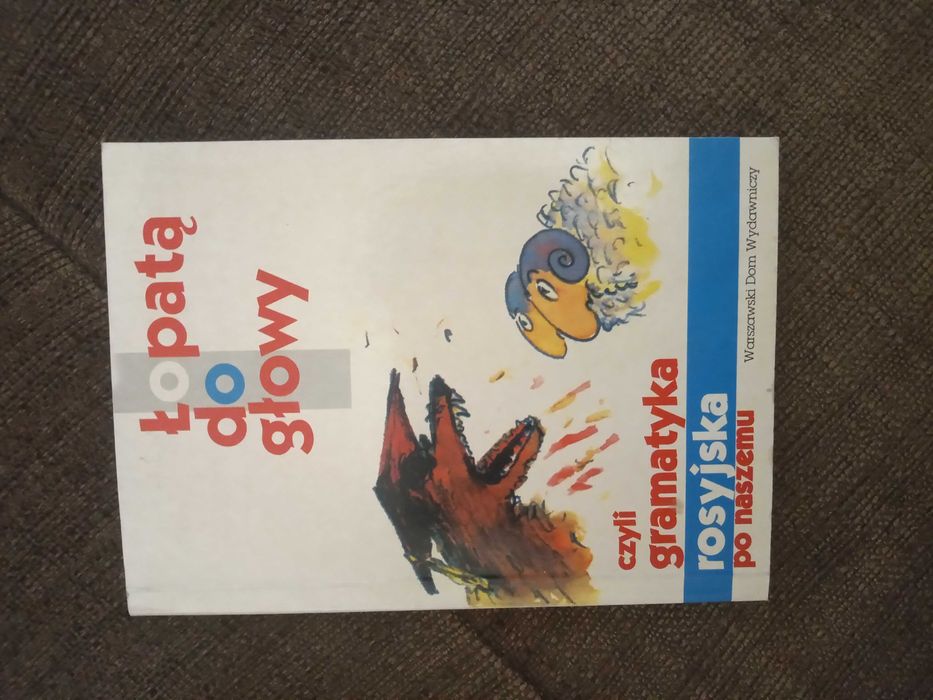 Łopatą
do
głowy
czyli
gramatyka
rosyjska
po naszemu
Warszawski Dom Wydawniczy